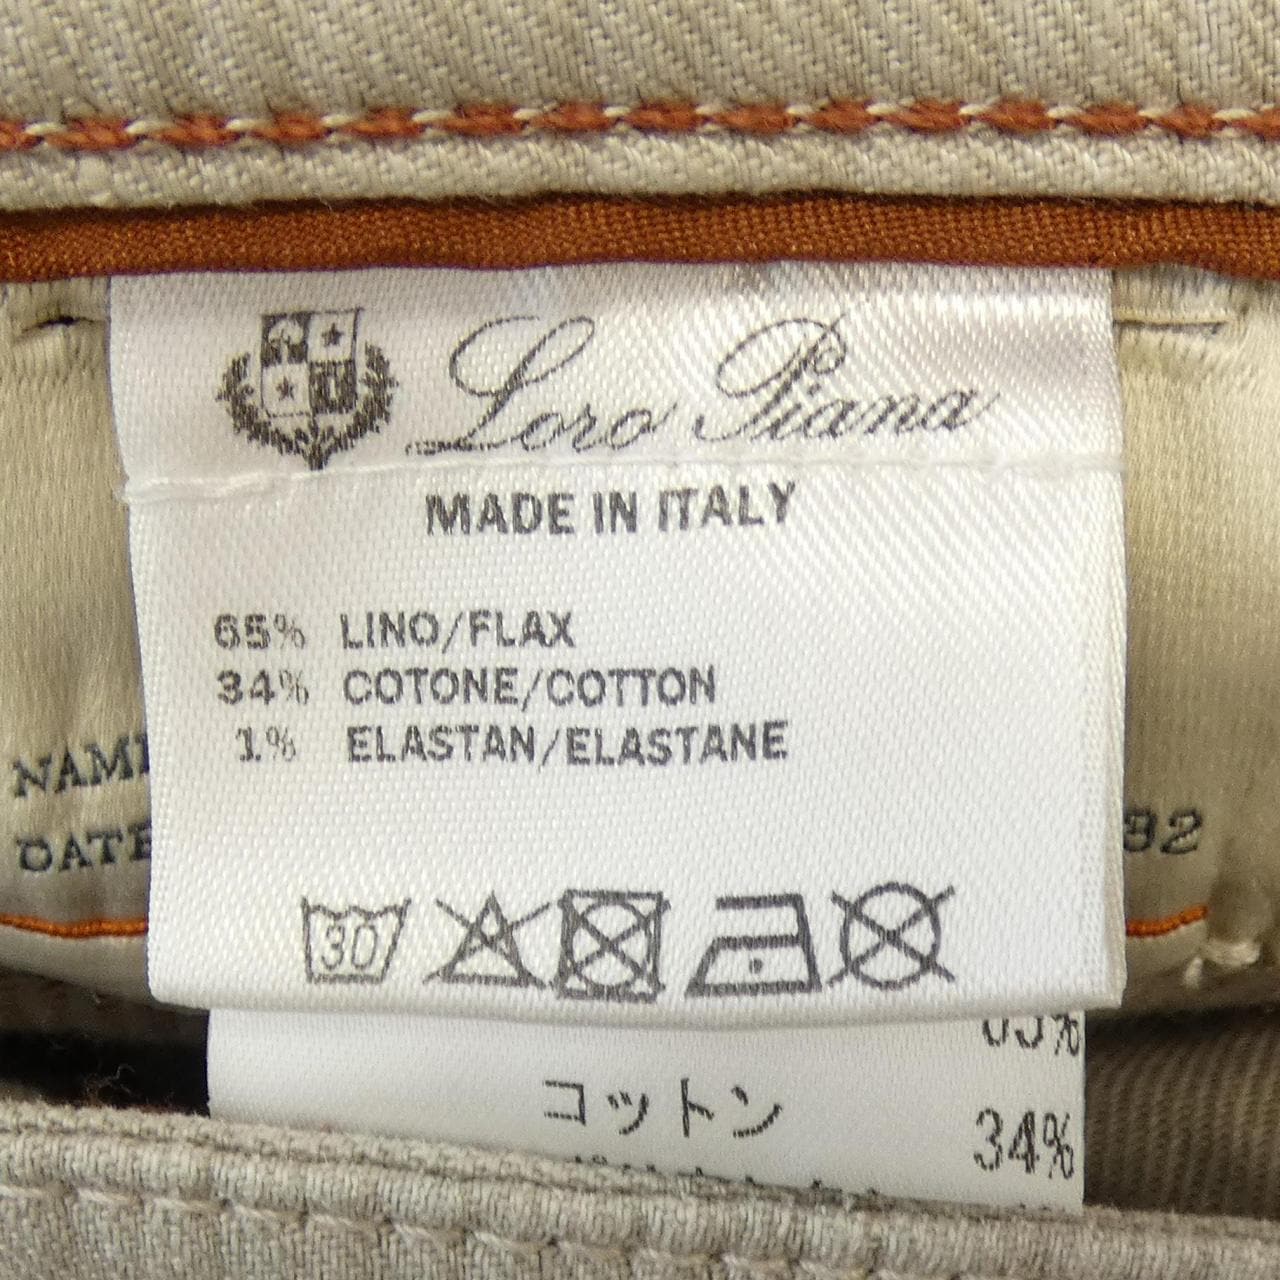 Loro Piana
MADE IN ITALY
65% LINO/FLAX
34% COTONE/COTTON
1% ELASTAN/ELASTANE
30
コットン 34%